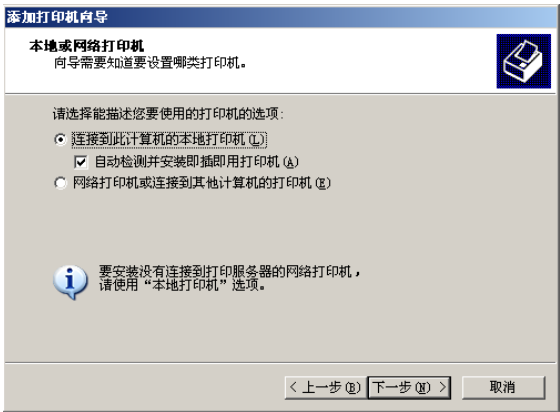 添加打印机向导
本地或网络打印机
向导需要知道要设置哪类打印机。
请选择能描述您要使用的打印机的选项:
连接到此计算机的本地打印机(L)
自动检测并安装即插即用打印机(A)
网络打印机或连接到其他计算机的打印机(E)
要安装没有连接到打印服务器的网络打印机，
请使用“本地打印机”选项。
< 上一步(B) 下一步(N) > 取消